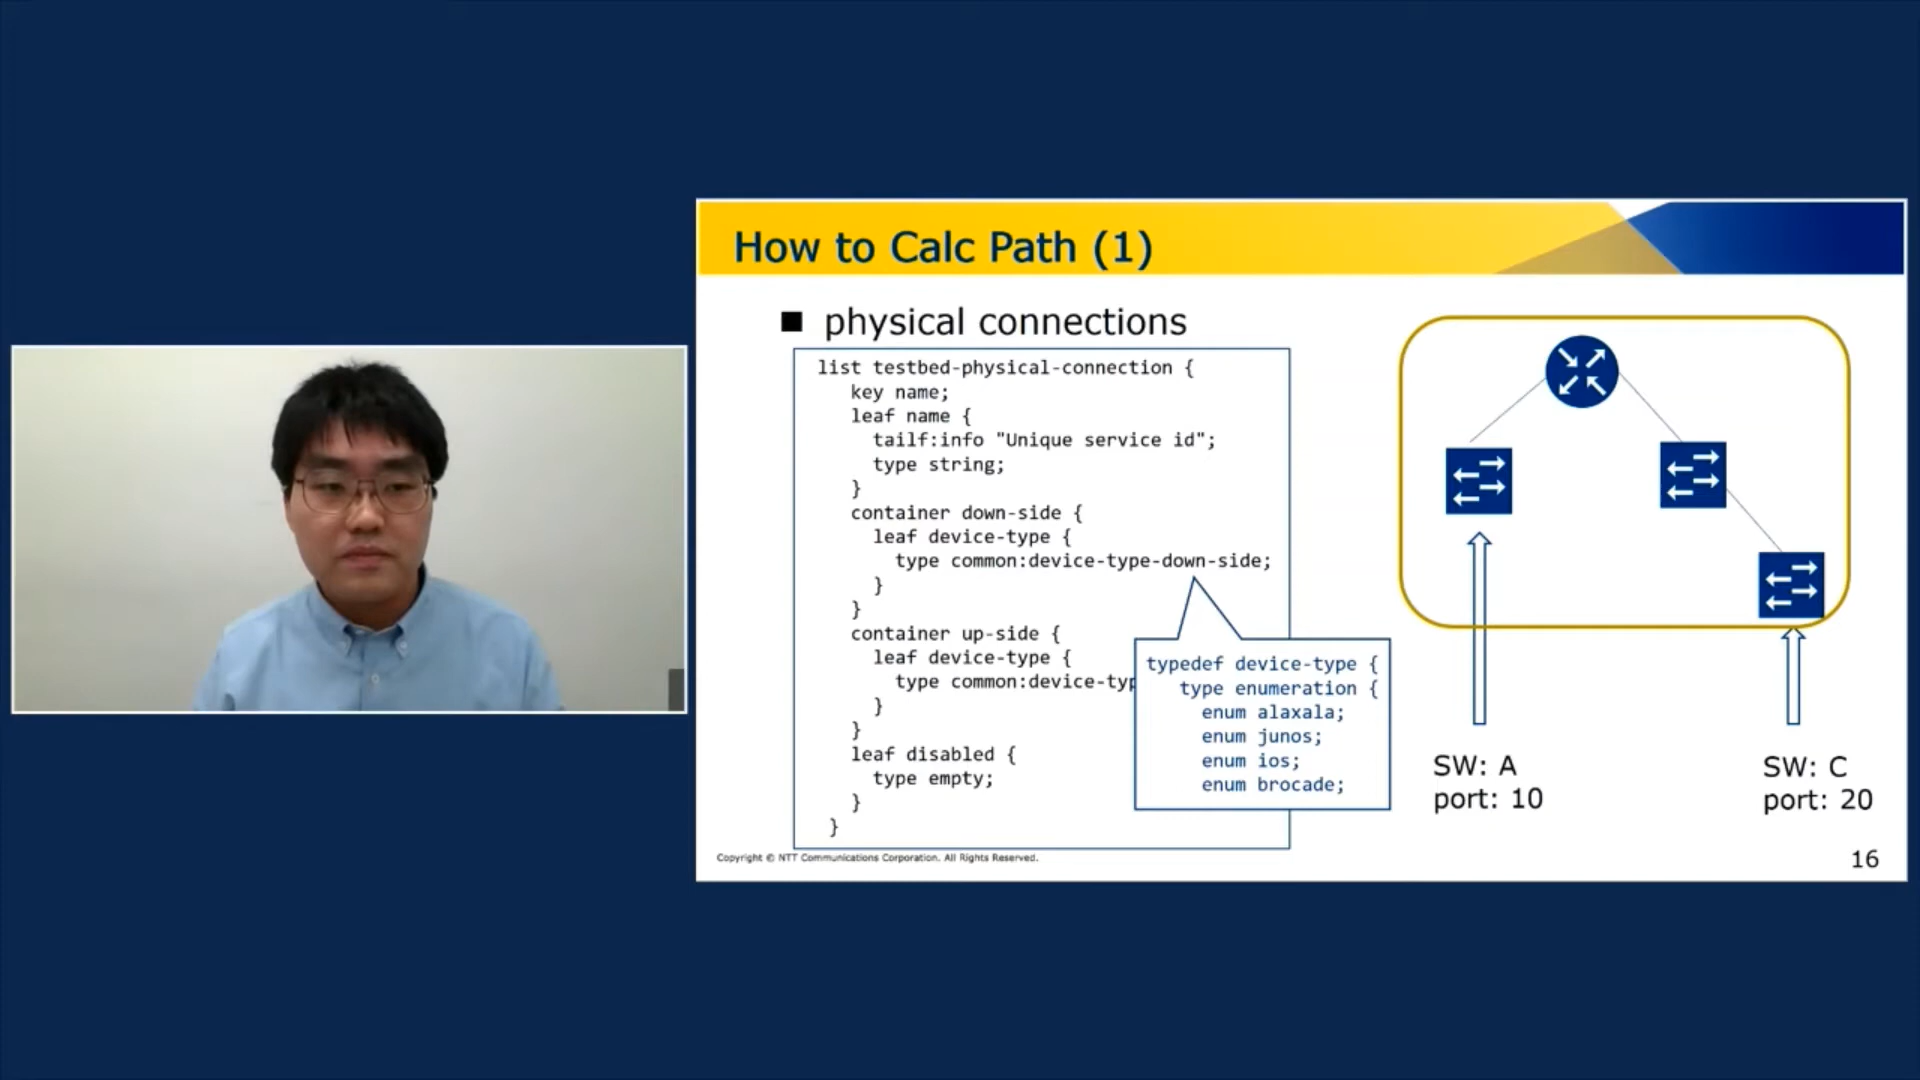 How to Calc Path (1)
physical connections
list testbed-physical-connection {
key name;
leaf name {
tailf:info "Unique service id";
type string;
}
container down-side {
leaf device-type {
type common:device-type-down-side;
}
}
container up-side {
leaf device-type {
type common:device-typ
}
}
leaf disabled {
type empty;
}
}
typedef device-type {
type enumeration {
enum alaxala;
enum junos;
enum ios;
enum brocade;
SW: A
port: 10
SW: C
port: 20
Copyright © NTT Communications Corporation. All Rights Reserved.
16